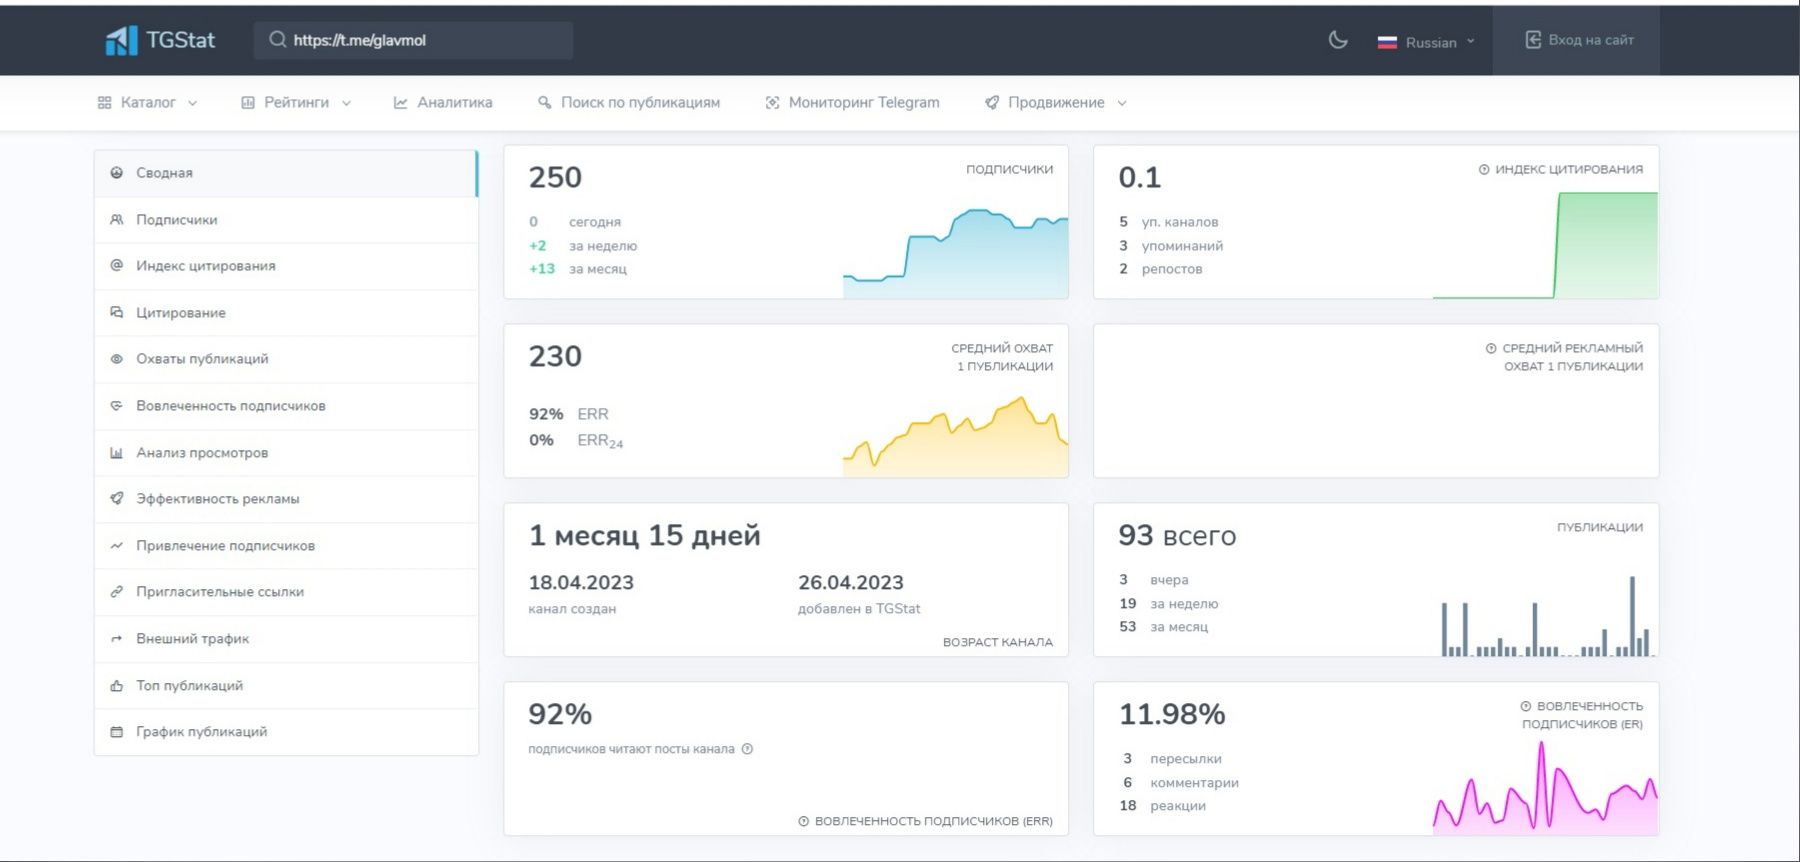 TGStat
https://t.me/glavmol
Russian
Вход на сайт
Каталог
Рейтинги
Аналитика
Поиск по публикациям
Мониторинг Telegram
Продвижение
Сводная
Подписчики
Индекс цитирования
Цитирование
Охваты публикаций
Вовлеченность подписчиков
Анализ просмотров
Эффективность рекламы
Привлечение подписчиков
Пригласительные ссылки
Внешний трафик
Топ публикаций
График публикаций
250
ПОДПИСЧИКИ
0 сегодня
+2 за неделю
+13 за месяц
0.1
ИНДЕКС ЦИТИРОВАНИЯ
5 уп. каналов
3 упоминаний
2 репостов
230
СРЕДНИЙ ОХВАТ
1 ПУБЛИКАЦИИ
92% ERR
0% ERR24
СРЕДНИЙ РЕКЛАМНЫЙ
ОХВАТ 1 ПУБЛИКАЦИИ
1 месяц 15 дней
18.04.2023
канал создан
26.04.2023
добавлен в TGStat
ВОЗРАСТ КАНАЛА
93 всего
ПУБЛИКАЦИИ
3 вчера
19 за неделю
53 за месяц
92%
подписчиков читают посты канала
ВОВЛЕЧЕННОСТЬ ПОДПИСЧИКОВ (ERR)
11.98%
ВОВЛЕЧЕННОСТЬ
ПОДПИСЧИКОВ (ER)
3 пересылки
6 комментарии
18 реакции